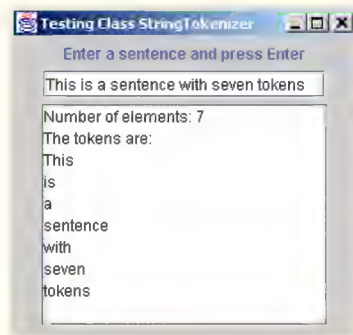 Testing Class StringTokenizer
Enter a sentence and press Enter
This is a sentence with seven tokens
Number of elements: 7
The tokens are:
This
is
a
sentence
with
seven
tokens